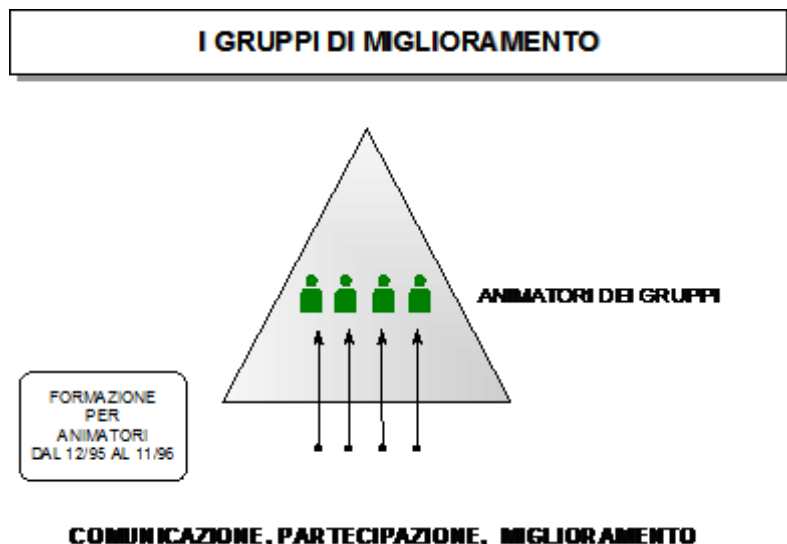 I GRUPPI DI MIGLIORAMENTO
ANIMATORI DEI GRUPPI
FORMAZIONE
PER
ANIMATORI
DAL 12/95 AL 11/96
COMUNICAZIONE, PARTECIPAZIONE, MIGLIORAMENTO